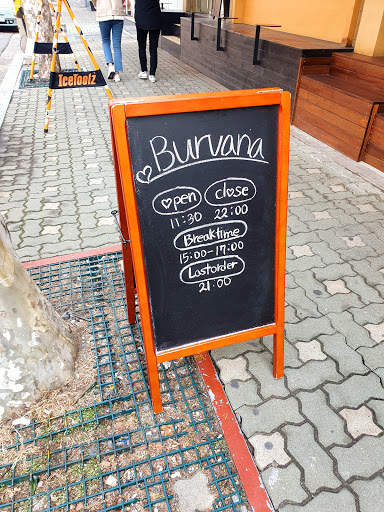 IceToolz
Burvana
open close
11:30 22:00
Breaktime
15:00-17:00
Lastorder
21:00